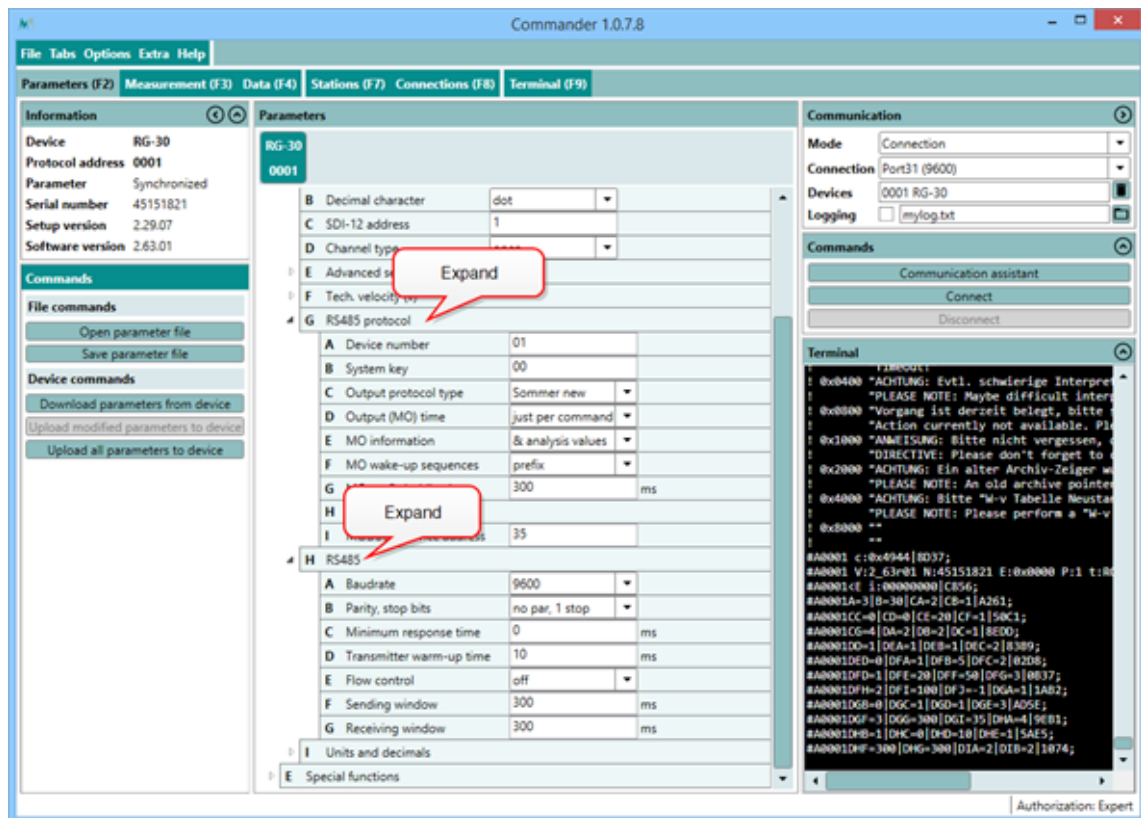 Commander 1.0.7.8
File Tabs Options Extra Help
Parameters (F2) Measurement (F3) Data (F4) Stations (F7) Connections (F8) Terminal (F9)
Information
Device RG-30
Protocol address 0001
Parameter Synchronized
Serial number 45151821
Setup version 2.29.07
Software version 2.63.01
Commands
File commands
Open parameter file
Save parameter file
Device commands
Download parameters from device
Upload modified parameters to device
Upload all parameters to device
Parameters
RG-30
0001
B Decimal character dot
C SDI-12 address 1
D Channel type
Expand
E Advanced
F Tech. velocity
G RS485 protocol
A Device number 01
B System key 00
C Output protocol type Sommer new
D Output (MO) time just per command
E MO information & analysis values
F MO wake-up sequences prefix
G 300 ms
Expand
H
I address 35
H RS485
A Baudrate 9600
B Parity, stop bits no par, 1 stop
C Minimum response time 0 ms
D Transmitter warm-up time 10 ms
E Flow control off
F Sending window 300 ms
G Receiving window 300 ms
I Units and decimals
E Special functions
Communication
Mode Connection
Connection Port31 (9600)
Devices 0001 RG-30
Logging mylog.txt
Commands
Communication assistant
Connect
Disconnect
Terminal
! 0x0400 "ACHTUNG: Evtl. schwierige Interpret
! "PLEASE NOTE: Maybe difficult interp
! 0x0800 "Vorgang ist derzeit belegt, bitte
! "Action currently not available. Ple
! 0x1000 "ANWEISUNG: Bitte nicht vergessen,
! "DIRECTIVE: Please don't forget to
! 0x2000 "ACHTUNG: Ein alter Archiv-Zeiger w
! "PLEASE NOTE: An old archive pointer
! 0x4000 "ACHTUNG: Bitte "W-v Tabelle Neustar
! "PLEASE NOTE: Please perform a "W-v
! 0x8000 ""
! ""
#A0001 c:0x4944|8D37;
#A0001 V:2_63r01 N:45151821 E:0x0000 P:1 t:RG
#A0001<E i:00000000|C856;
#A0001A=3|B=30|CA=2|CB=1|A261;
#A0001CC=0|CD=0|CE=20|CF=1|50C1;
#A0001CG=4|DA=2|DB=2|DC=1|8EDD;
#A0001DD=1|DEA=1|DEB=1|DEC=2|8389;
#A0001DED=0|DFA=1|DFB=5|DFC=2|02D8;
#A0001DFD=1|DFE=20|DFF=50|DFG=3|0B37;
#A0001DFH=2|DFI=100|DFJ=-1|DGA=1|1AB2;
#A0001DGB=0|DGC=1|DGD=1|DGE=3|AD5E;
#A0001DGF=3|DGG=300|DGI=35|DHA=4|9EB1;
#A0001DHB=1|DHC=0|DHD=10|DHE=1|5AE5;
#A0001DHF=300|DHG=300|DIA=2|DIB=2|1074;
Authorization: Expert